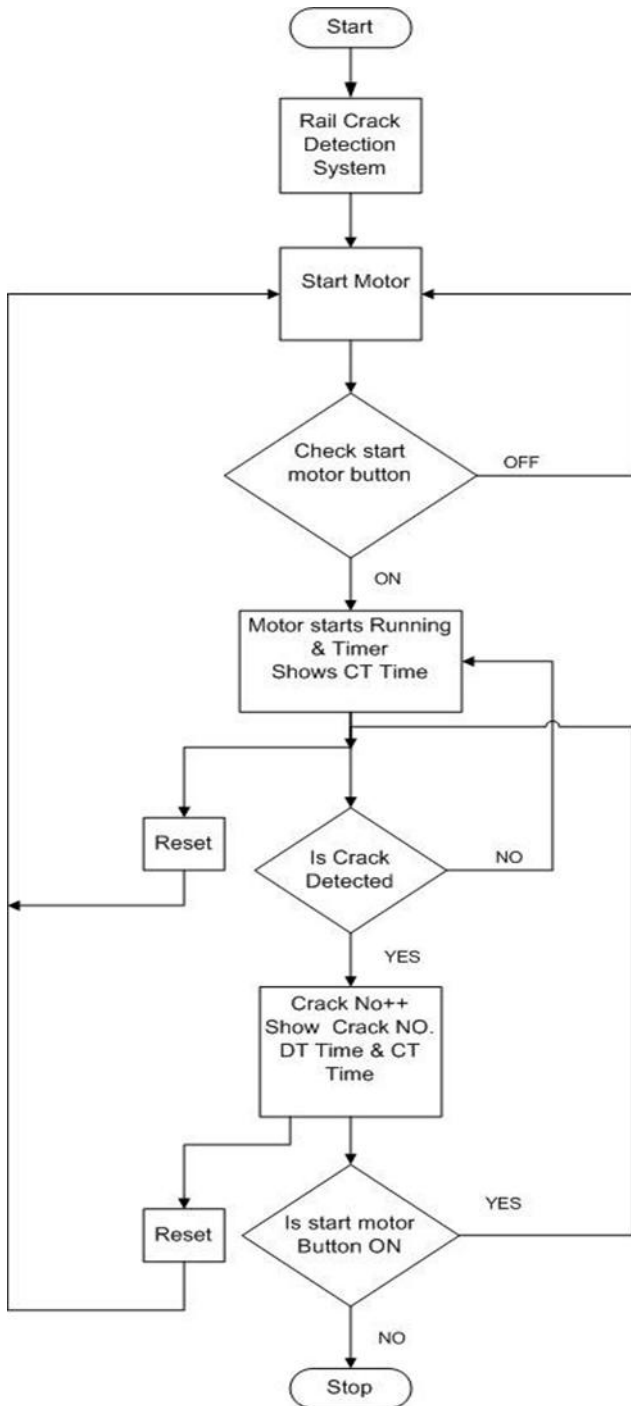 Start
Rail Crack
Detection
System
Start Motor
Check start
motor button
OFF
ON
Motor starts Running
& Timer
Shows CT Time
Reset
Is Crack
Detected
NO
YES
Crack No++
Show Crack NO.
DT Time & CT
Time
Reset
Is start motor
Button ON
YES
NO
Stop